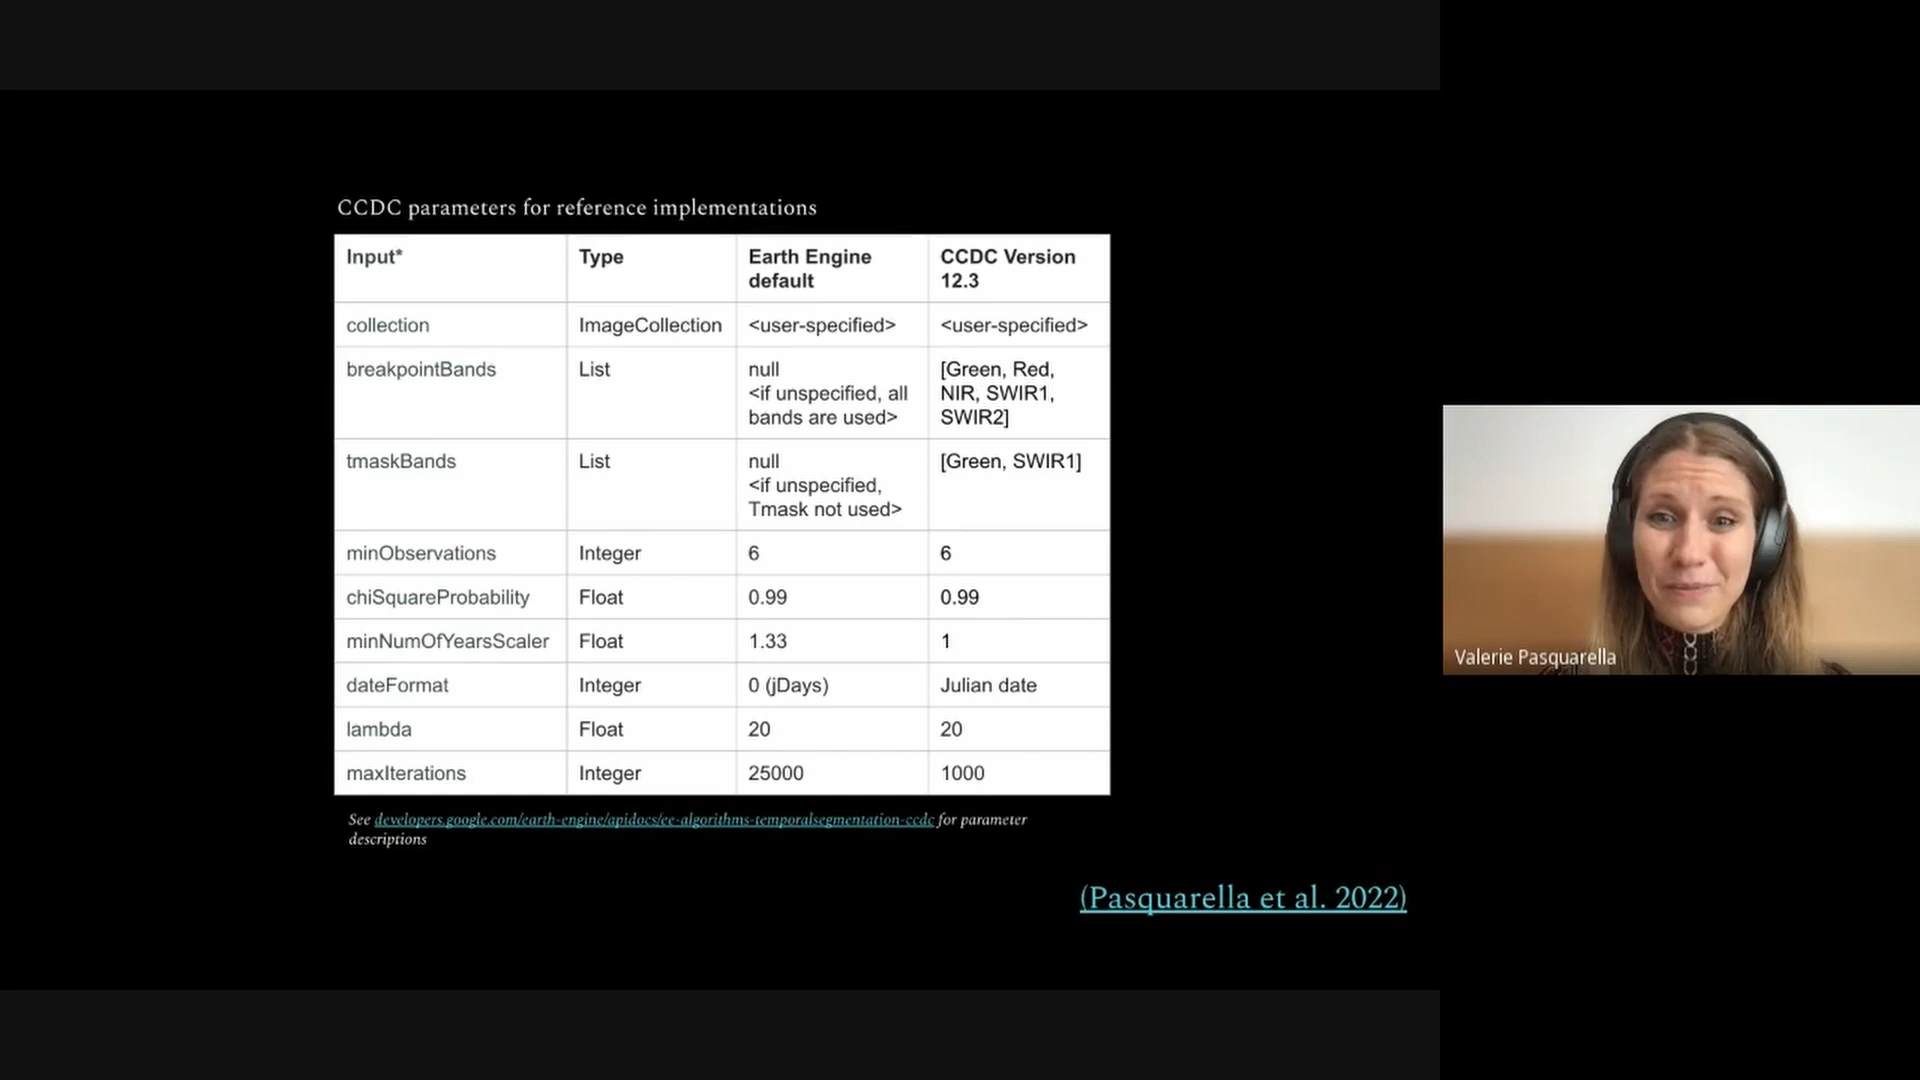 CCDC parameters for reference implementations
Input* Type Earth Engine default CCDC Version 12.3
collection ImageCollection <user-specified> <user-specified>
breakpointBands List null <if unspecified, all bands are used> [Green, Red, NIR, SWIR1, SWIR2]
tmaskBands List null <if unspecified, Tmask not used> [Green, SWIR1]
minObservations Integer 6 6
chiSquareProbability Float 0.99 0.99
minNumOfYearsScaler Float 1.33 1
dateFormat Integer 0 (jDays) Julian date
lambda Float 20 20
maxIterations Integer 25000 1000
See developers.google.com/earth-engine/apidocs/ee-algorithms-temporalsegmentation-ccdc for parameter
descriptions
(Pasquarella et al. 2022)
Valerie Pasquarella